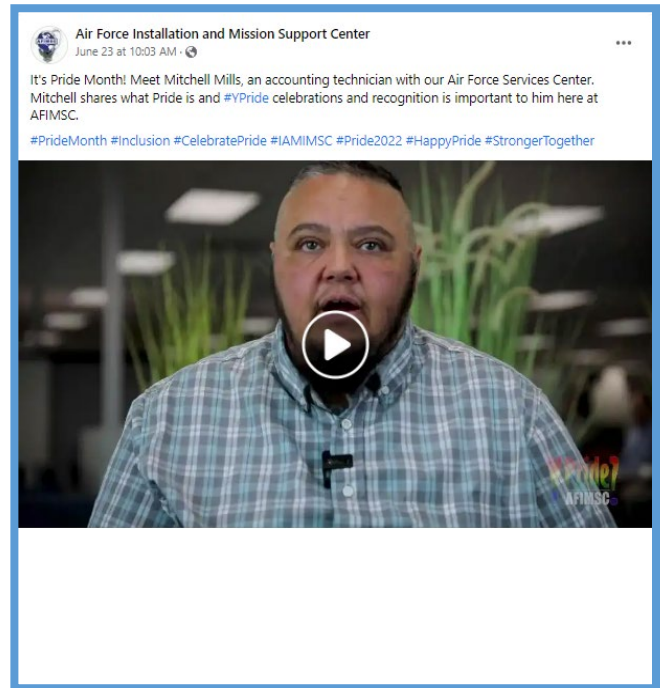 Air Force Installation and Mission Support Center
June 23 at 10:03 AM ·
It's Pride Month! Meet Mitchell Mills, an accounting technician with our Air Force Services Center.
Mitchell shares what Pride is and #YPride celebrations and recognition is important to him here at
AFIMSC.
#PrideMonth #Inclusion #CelebratePride #IAMIMSC #Pride2022 #HappyPride #StrongerTogether
YPride?
AFIMSC